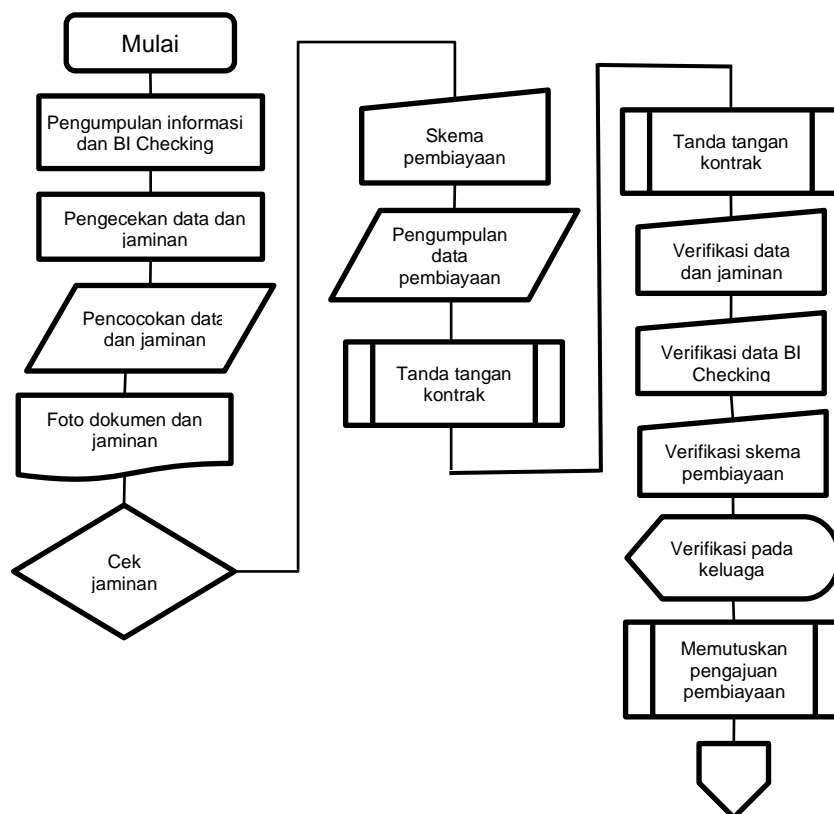 Mulai
Pengumpulan informasi
dan BI Checking
Pengecekan data dan
jaminan
Pencocokan data
dan jaminan
Foto dokumen dan
jaminan
Cek
jaminan
Skema
pembiayaan
Pengumpulan
data
pembiayaan
Tanda tangan
kontrak
Tanda tangan
kontrak
Verifikasi data
dan jaminan
Verifikasi data BI
Checking
Verifikasi skema
pembiayaan
Verifikasi pada
keluaga
Memutuskan
pengajuan
pembiayaan